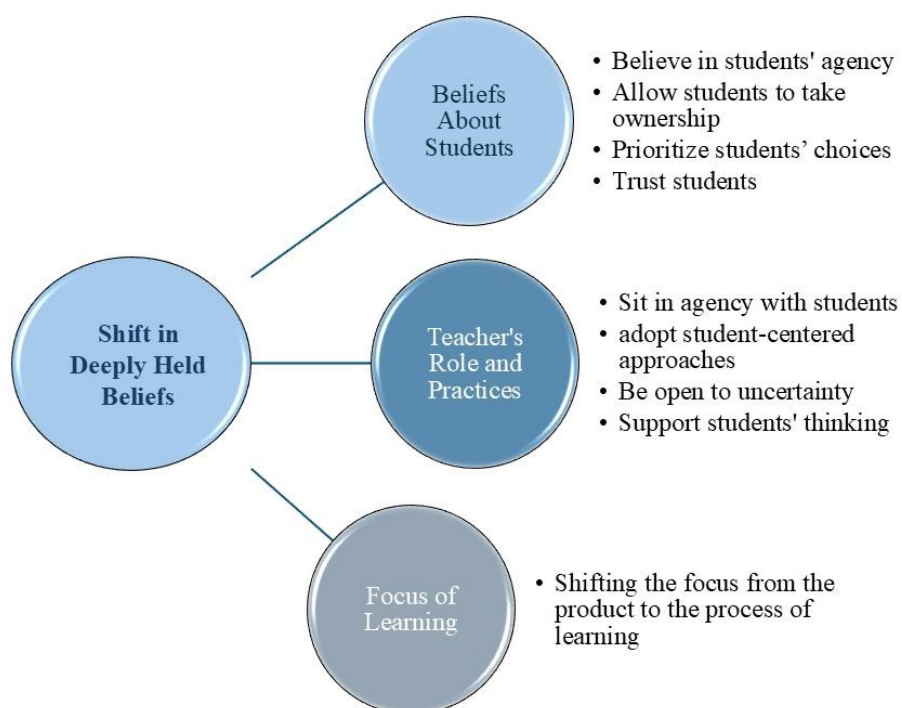 Beliefs
About
Students
• Believe in students' agency
• Allow students to take
ownership
• Prioritize students’ choices
• Trust students
Shift in
Deeply Held
Beliefs
Teacher's
Role and
Practices
• Sit in agency with students
• adopt student-centered
approaches
• Be open to uncertainty
• Support students' thinking
Focus of
Learning
• Shifting the focus from the
product to the process of
learning